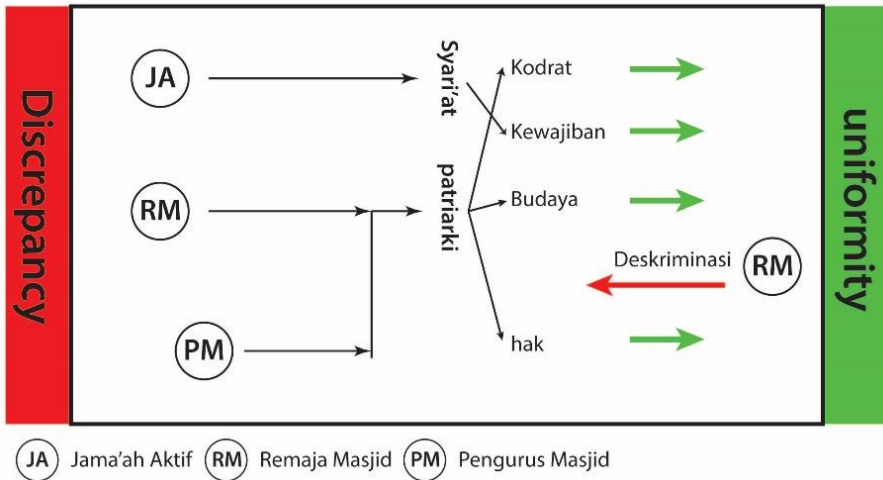 Discrepancy
JA
RM
PM
Syari'at
patriarki
Kodrat
Kewajiban
Budaya
hak
Deskriminasi
RM
uniformity
JA Jama'ah Aktif RM Remaja Masjid PM Pengurus Masjid